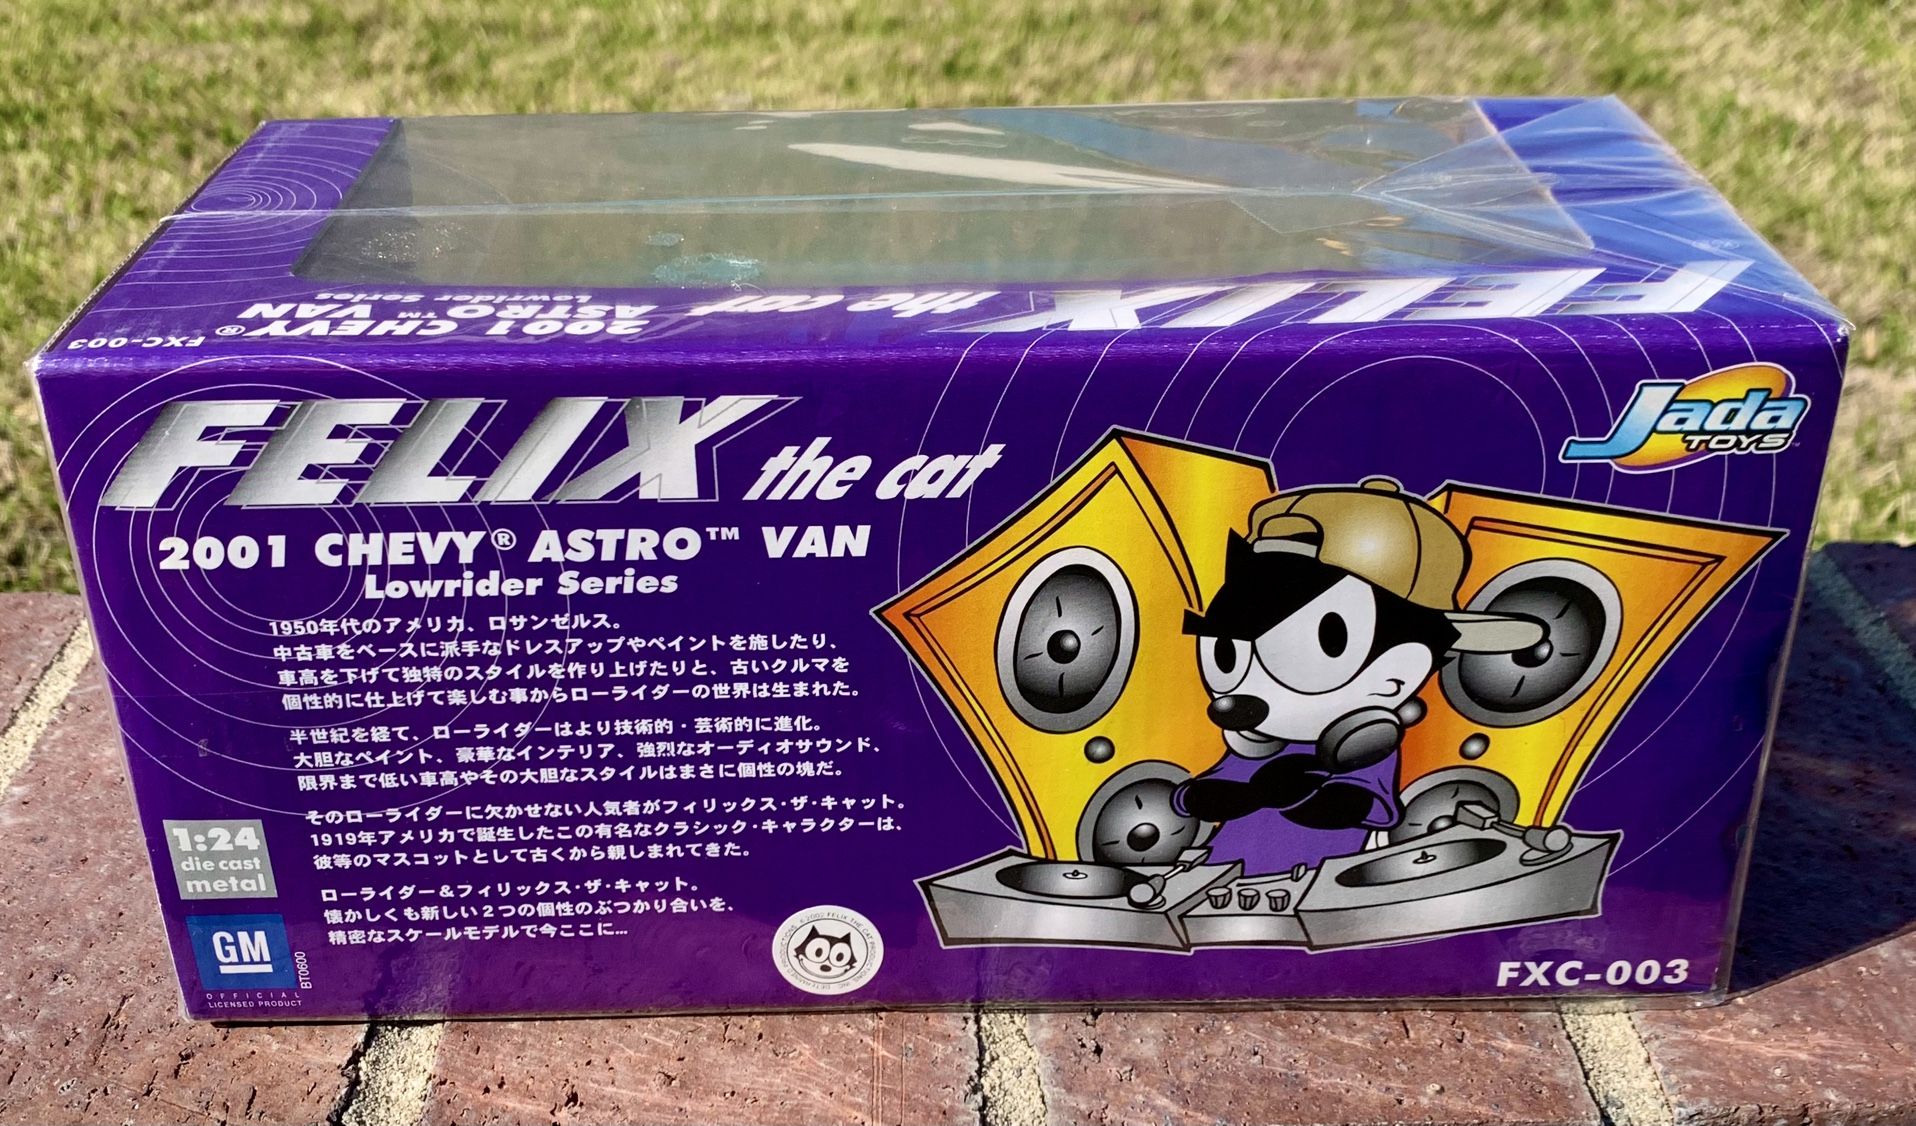 FELIX the cat
2001 CHEVY® ASTRO™ VAN
Lowrider Series
FXC-003
Jada
TOYS
FELIX the cat
2001 CHEVY® ASTRO™ VAN
Lowrider Series
1950年代のアメリカ、ロサンゼルス。
中古車をベースに派手なドレスアップやペイントを施したり、
車高を下げて独特のスタイルを作り上げたりと、古いクルマを
個性的に仕上げて楽しむ事からローライダーの世界は生まれた。
半世紀を経て、ローライダーはより技術的・芸術的に進化。
大胆なペイント、豪華なインテリア、強烈なオーディオサウンド、
限界まで低い車高やその大胆なスタイルはまさに個性の塊だ。
そのローライダーに欠かせない人気者がフィリックス・ザ・キャット。
1919年アメリカで誕生したこの有名なクラシック・キャラクターは、
彼等のマスコットとして古くから親しまれてきた。
ローライダー&フィリックス・ザ・キャット。
懐かしくも新しい2つの個性のぶつかり合いを、
精密なスケールモデルで今ここに...
1:24
die cast
metal
GM
OFFICIAL
LICENSED PRODUCT
BT0600
©2002 FELIX THE CAT PRODUCTIONS, INC.
DETERMINED PRODUCTIONS
FXC-003